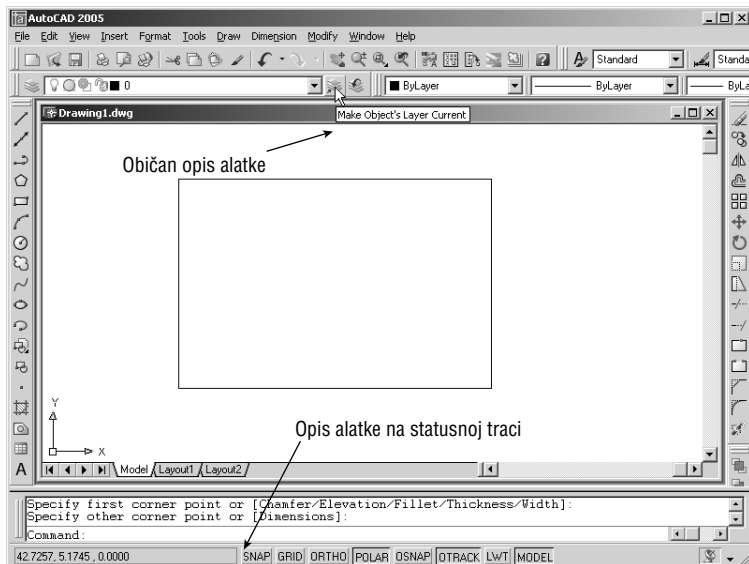 AutoCAD 2005
File Edit View Insert Format Tools Draw Dimension Modify Window Help
Standard Standa
0 ByLayer ByLayer ByLa
Drawing1.dwg
Make Object's Layer Current
Običan opis alatke
Y
X
Opis alatke na statusnoj traci
Model Layout1 Layout2
Specify first corner point or [Chamfer/Elevation/Fillet/Thickness/Width]:
Specify other corner point or [Dimensions]:
Command:
42.7257, 5.1745 , 0.0000 SNAP GRID ORTHO POLAR OSNAP OTRACK LWT MODEL